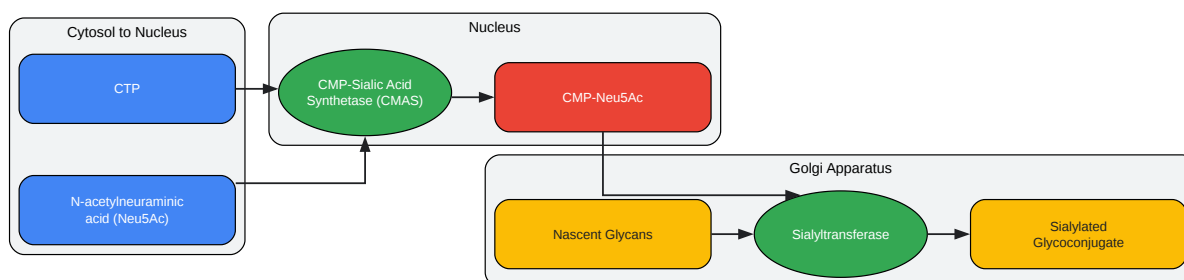 Cytosol to Nucleus
CTP
N-acetylneuraminic
acid (Neu5Ac)
Nucleus
CMP-Sialic Acid
Synthetase (CMAS)
CMP-Neu5Ac
Golgi Apparatus
Nascent Glycans
Sialyltransferase
Sialylated
Glycoconjugate